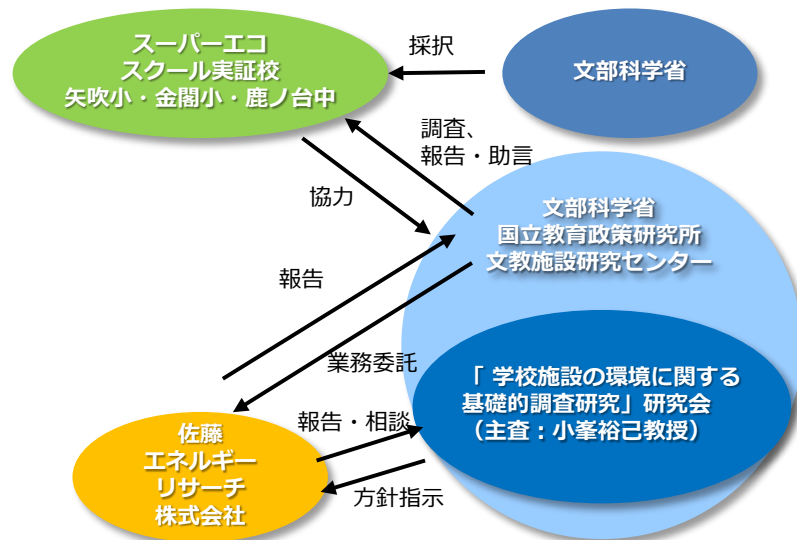 スーパーエコ
スクール実証校
矢吹小・金閣小・鹿ノ台中
採択
文部科学省
調査、
報告・助言
協力
文部科学省
国立教育政策研究所
文教施設研究センター
報告
業務委託
「 学校施設の環境に関する
基礎的調査研究」研究会
（主査：小峯裕己教授）
報告・相談
佐藤
エネルギー
リサーチ
株式会社
方針指示